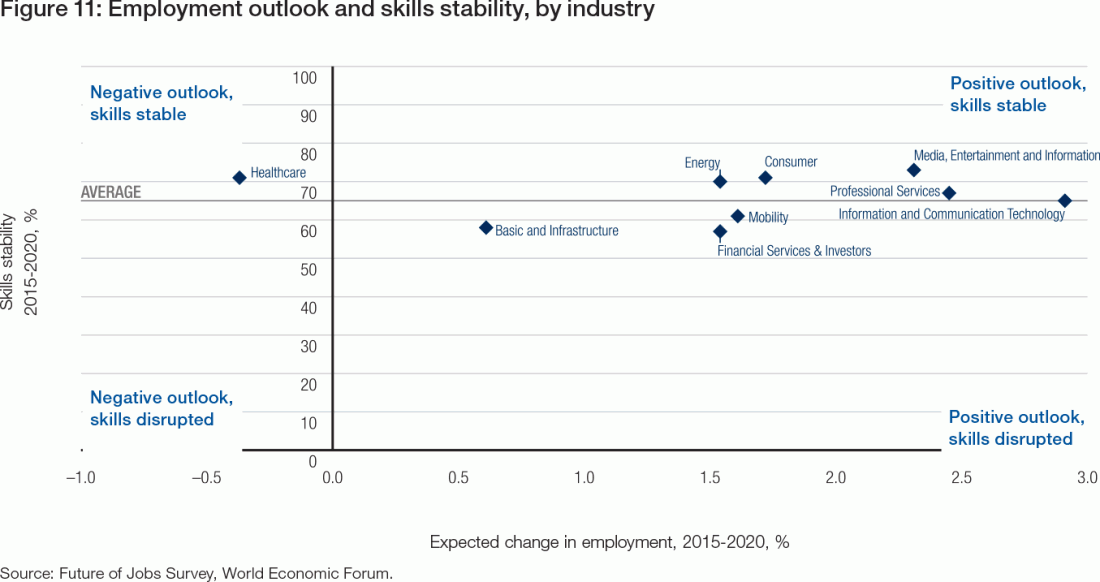 Figure 11: Employment outlook and skills stability, by industry
Negative outlook,
skills stable
Positive outlook,
skills stable
100
90
80
70
60
50
40
30
20
10
0
Healthcare
AVERAGE
Energy
Consumer
Media, Entertainment and Information
Professional Services
Information and Communication Technology
Mobility
Basic and Infrastructure
Financial Services & Investors
Skills stability
2015-2020, %
Negative outlook,
skills disrupted
Positive outlook,
skills disrupted
–1.0 –0.5 0.0 0.5 1.0 1.5 2.0 2.5 3.0
Expected change in employment, 2015-2020, %
Source: Future of Jobs Survey, World Economic Forum.